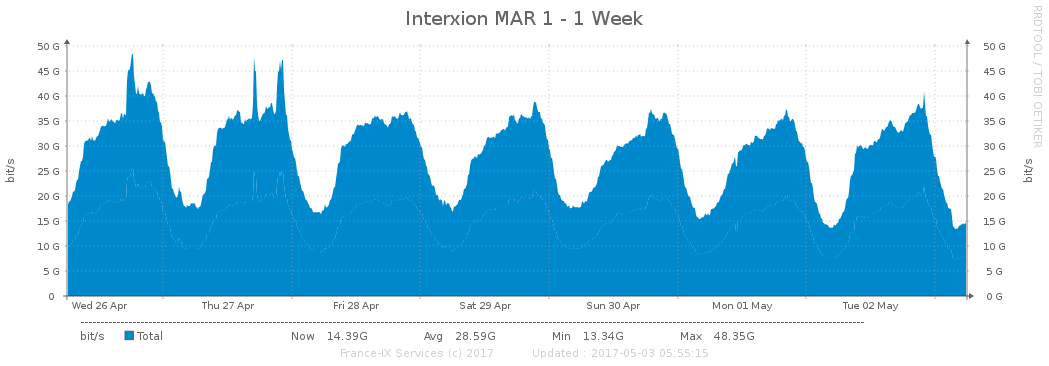 Interxion MAR 1 - 1 Week
RRDTOOL / TOBI OETIKER
bit/s
50 G 50 G
45 G 45 G
40 G 40 G
35 G 35 G
30 G 30 G
25 G 25 G
20 G 20 G
15 G 15 G
10 G 10 G
5 G 5 G
0 0 G
bit/s
Wed 26 Apr Thu 27 Apr Fri 28 Apr Sat 29 Apr Sun 30 Apr Mon 01 May Tue 02 May
bit/s Total Now 14.39G Avg 28.59G Min 13.34G Max 48.35G
France-IX Services (c) 2017 Updated : 2017-05-03 05:55:15